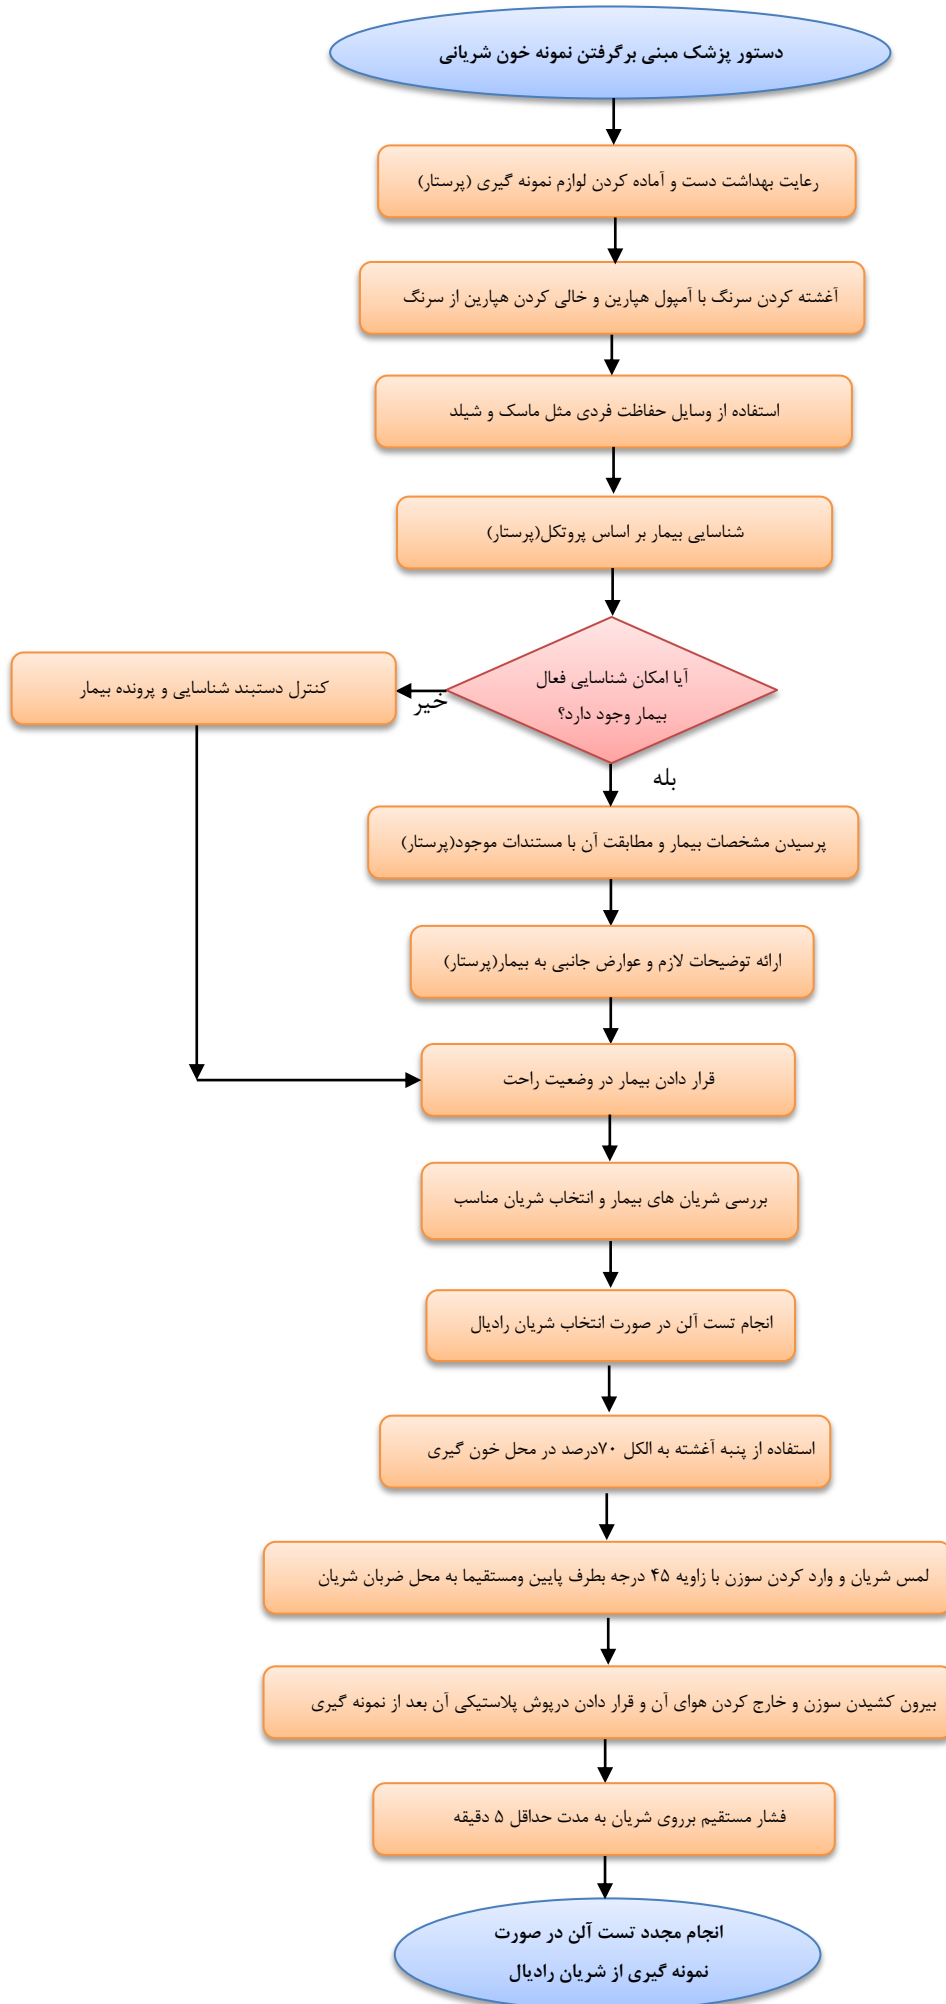 دستور پزشک مبنی برگرفتن نمونه خون شریانی
رعایت بهداشت دست و آماده کردن لوازم نمونه گیری (پرستار)
آغشته کردن سرنگ با آمپول هپارین و خالی کردن هپارین از سرنگ
استفاده از وسایل حفاظت فردی مثل ماسک و شیلد
شناسایی بیمار بر اساس پروتکل(پرستار)
آیا امکان شناسایی فعال
بیمار وجود دارد؟
خیر
کنترل دستبند شناسایی و پرونده بیمار
بله
پرسیدن مشخصات بیمار و مطابقت آن با مستندات موجود(پرستار)
ارائه توضیحات لازم و عوارض جانبی به بیمار(پرستار)
قرار دادن بیمار در وضعیت راحت
بررسی شریان های بیمار و انتخاب شریان مناسب
انجام تست آلن در صورت انتخاب شریان رادیال
استفاده از پنبه آغشته به الکل ۷۰درصد در محل خون گیری
لمس شریان و وارد کردن سوزن با زاویه ۴۵ درجه بطرف پایین ومستقیما به محل ضربان شریان
بیرون کشیدن سوزن و خارج کردن هوای آن و قرار دادن درپوش پلاستیکی آن بعد از نمونه گیری
فشار مستقیم برروی شریان به مدت حداقل ۵ دقیقه
انجام مجدد تست آلن در صورت
نمونه گیری از شریان رادیال